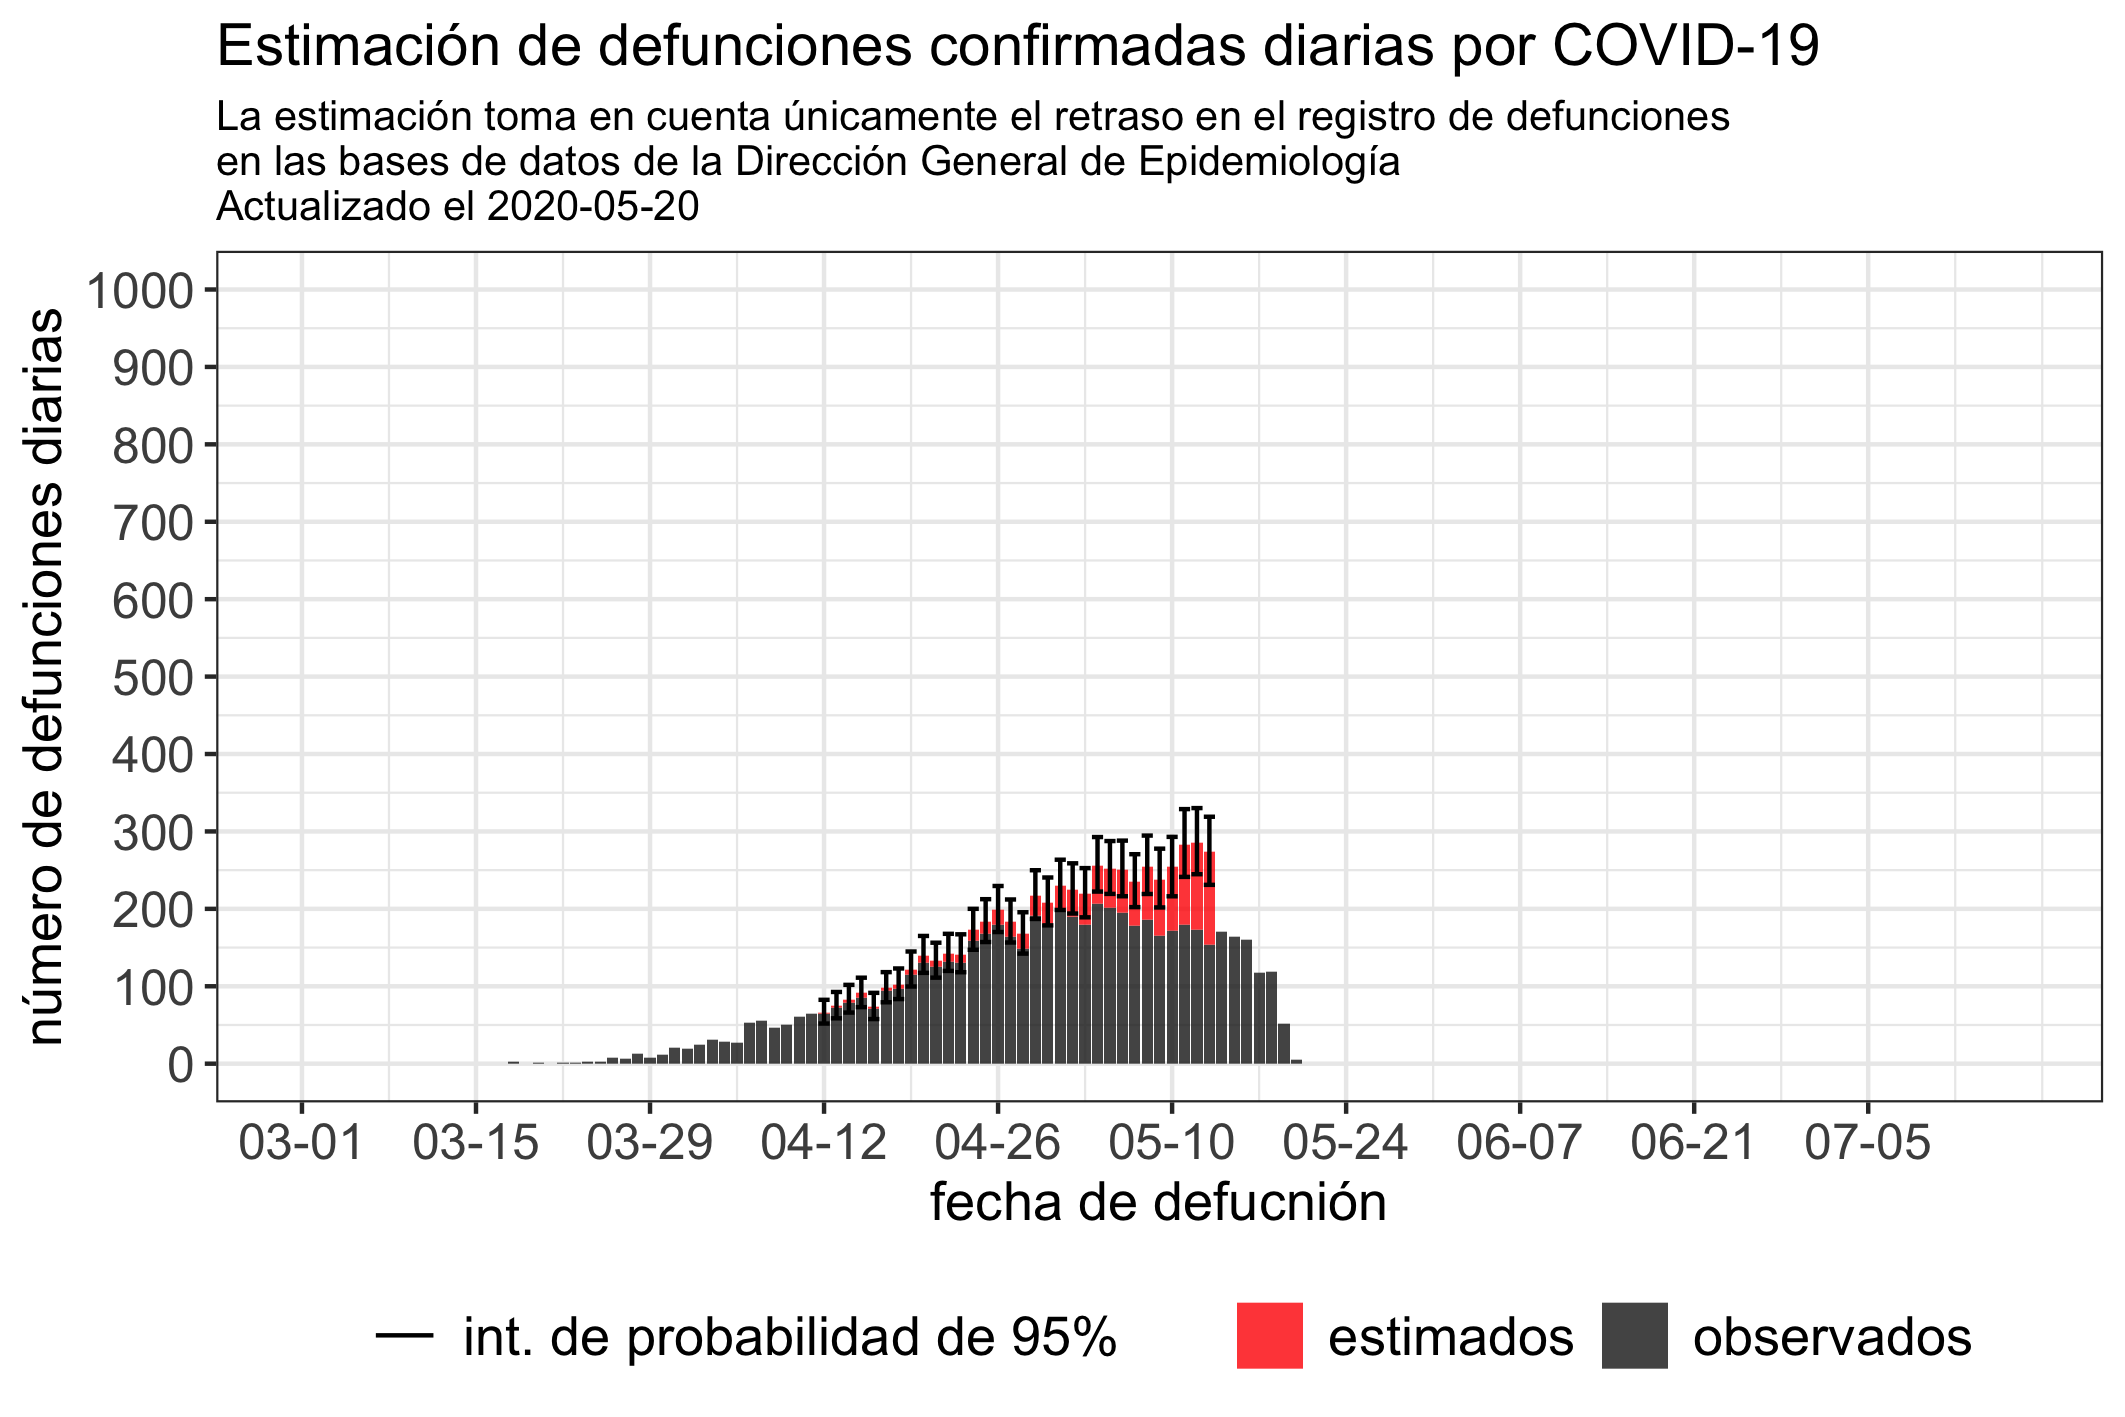 Estimación de defunciones confirmadas diarias por COVID-19
La estimación toma en cuenta únicamente el retraso en el registro de defunciones
en las bases de datos de la Dirección General de Epidemiología
Actualizado el 2020-05-20
número de defunciones diarias
1000
900
800
700
600
500
400
300
200
100
0
03-01 03-15 03-29 04-12 04-26 05-10 05-24 06-07 06-21 07-05
fecha de defucnión
int. de probabilidad de 95% estimados observados